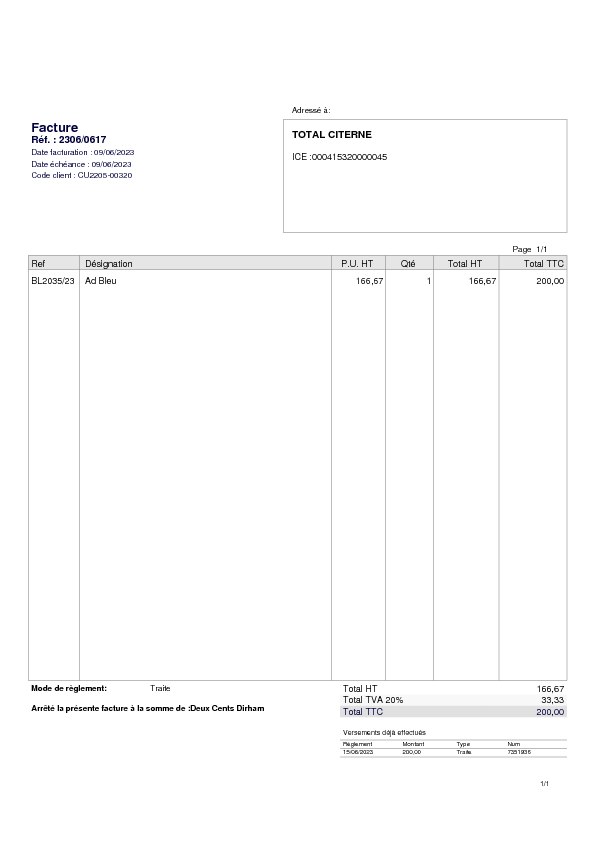 Adressé à:
Facture
Réf. : 2306/0617
Date facturation : 09/06/2023
Date échéance : 09/06/2023
Code client : CU2205-00320
TOTAL CITERNE
ICE :000415320000045
Page 1/1
Ref Désignation P.U. HT Qté Total HT Total TTC
BL2035/23 Ad Bleu 166,67 1 166,67 200,00
Mode de règlement: Traite
Arrêté la présente facture à la somme de :Deux Cents Dirham
Total HT 166,67
Total TVA 20% 33,33
Total TTC 200,00
Versements déjà effectués
Règlement Montant Type Num
15/06/2023 200,00 Traite 7351936
1/1